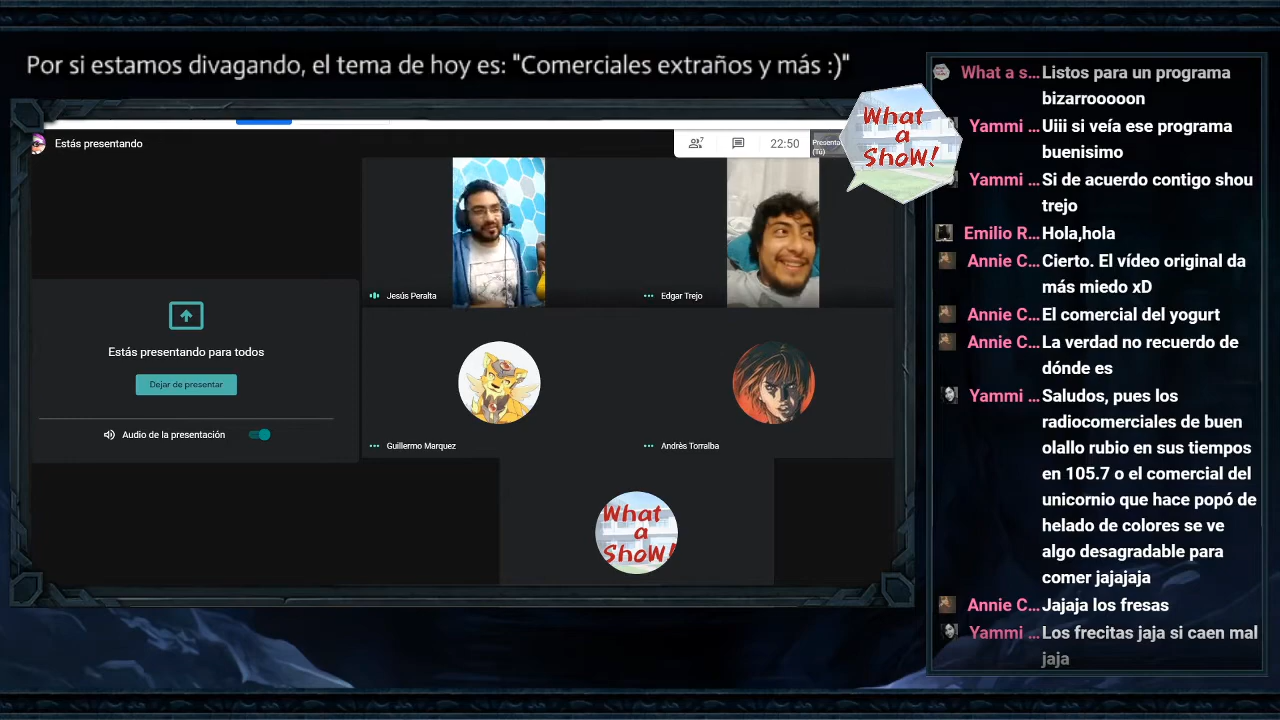 Por si estamos divagando, el tema de hoy es: "Comerciales extraños y más :)"
Estás presentando
7
22:50
Presenta
(Tú)
What
a
ShoW!
Jesús Peralta
Edgar Trejo
Estás presentando para todos
Dejar de presentar
Audio de la presentación
Guillermo Marquez
Andrès Torralba
What
a
ShoW!
What a s... Listos para un programa
bizarrooooon
Yammi ... Uiii si veía ese programa
buenisimo
Yammi ... Si de acuerdo contigo shou
trejo
Emilio R... Hola,hola
Annie C... Cierto. El vídeo original da
más miedo xD
Annie C... El comercial del yogurt
Annie C... La verdad no recuerdo de
dónde es
Yammi ... Saludos, pues los
radiocomerciales de buen
olallo rubio en sus tiempos
en 105.7 o el comercial del
unicornio que hace popó de
helado de colores se ve
algo desagradable para
comer jajajaja
Annie C... Jajaja los fresas
Yammi ... Los frecitas jaja si caen mal
jaja